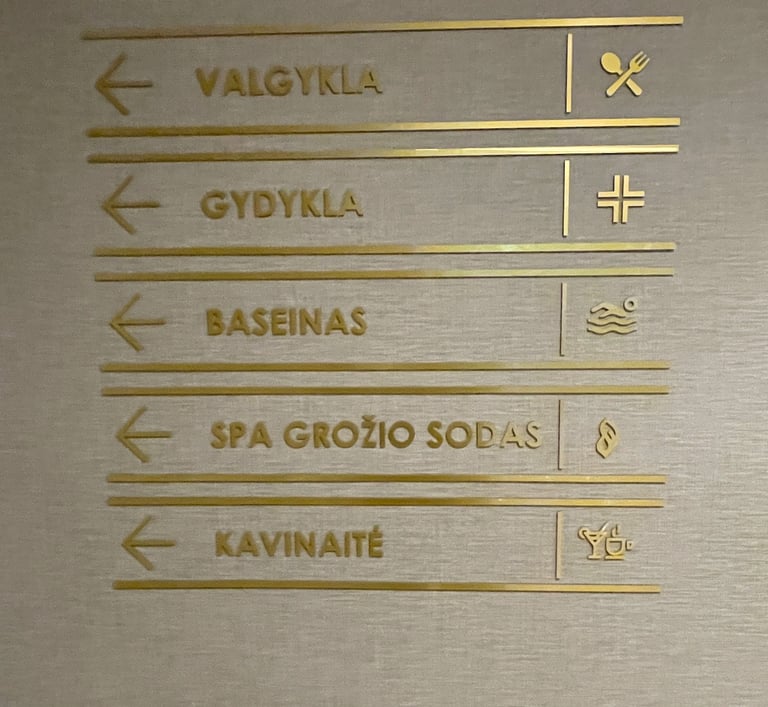 VALGYKLA
GYDYKLA
BASEINAS
SPA GROŽIO SODAS
KAVINAITĖ